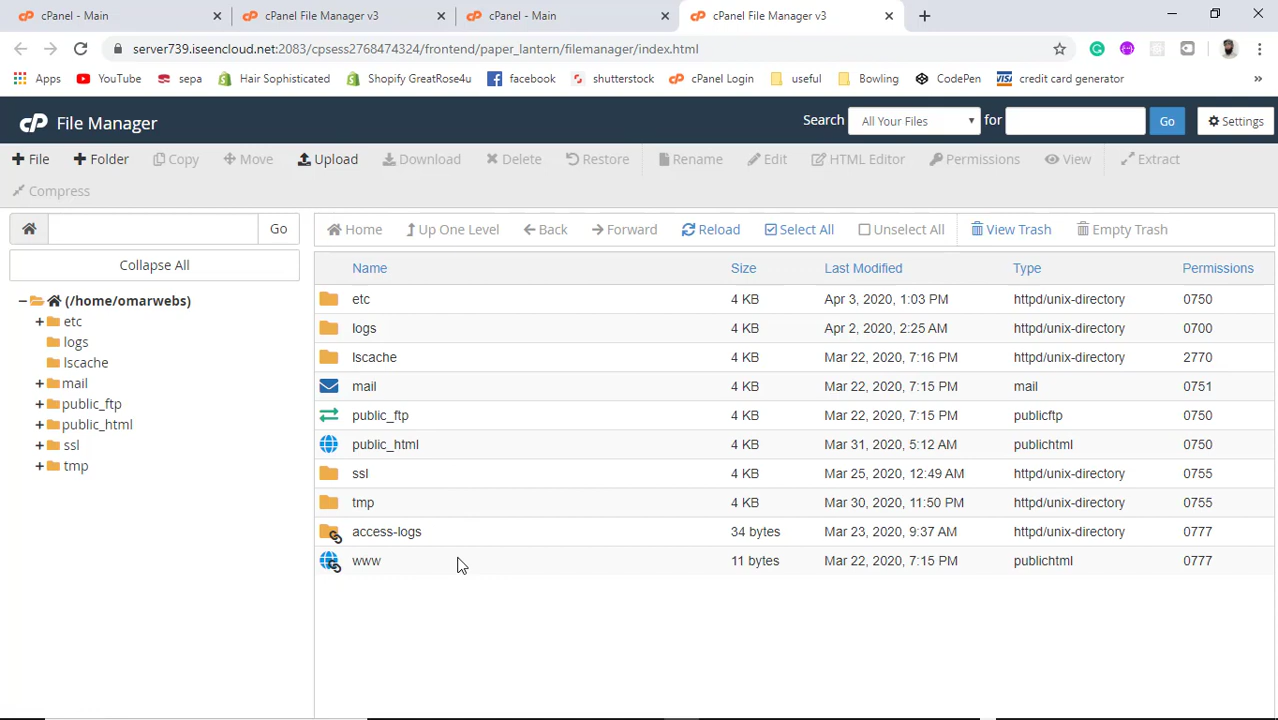 cPanel - Main
cPanel File Manager v3
cPanel - Main
cPanel File Manager v3
server739.iseencloud.net:2083/cpsess2768474324/frontend/paper_lantern/filemanager/index.html
Apps YouTube sepa Hair Sophisticated Shopify GreatRose4u facebook shutterstock cPanel Login useful Bowling CodePen credit card generator »
cP File Manager Search All Your Files for Go Settings
File Folder Copy Move Upload Download Delete Restore Rename Edit HTML Editor Permissions View Extract
Compress
Go Home Up One Level Back Forward Reload Select All Unselect All View Trash Empty Trash
Collapse All
(/home/omarwebs)
etc
logs
lscache
mail
public_ftp
public_html
ssl
tmp
Name Size Last Modified Type Permissions
etc 4 KB Apr 3, 2020, 1:03 PM httpd/unix-directory 0750
logs 4 KB Apr 2, 2020, 2:25 AM httpd/unix-directory 0700
lscache 4 KB Mar 22, 2020, 7:16 PM httpd/unix-directory 2770
mail 4 KB Mar 22, 2020, 7:15 PM mail 0751
public_ftp 4 KB Mar 22, 2020, 7:15 PM publicftp 0750
public_html 4 KB Mar 31, 2020, 5:12 AM publichtml 0750
ssl 4 KB Mar 25, 2020, 12:49 AM httpd/unix-directory 0755
tmp 4 KB Mar 30, 2020, 11:50 PM httpd/unix-directory 0755
access-logs 34 bytes Mar 23, 2020, 9:37 AM httpd/unix-directory 0777
www 11 bytes Mar 22, 2020, 7:15 PM publichtml 0777